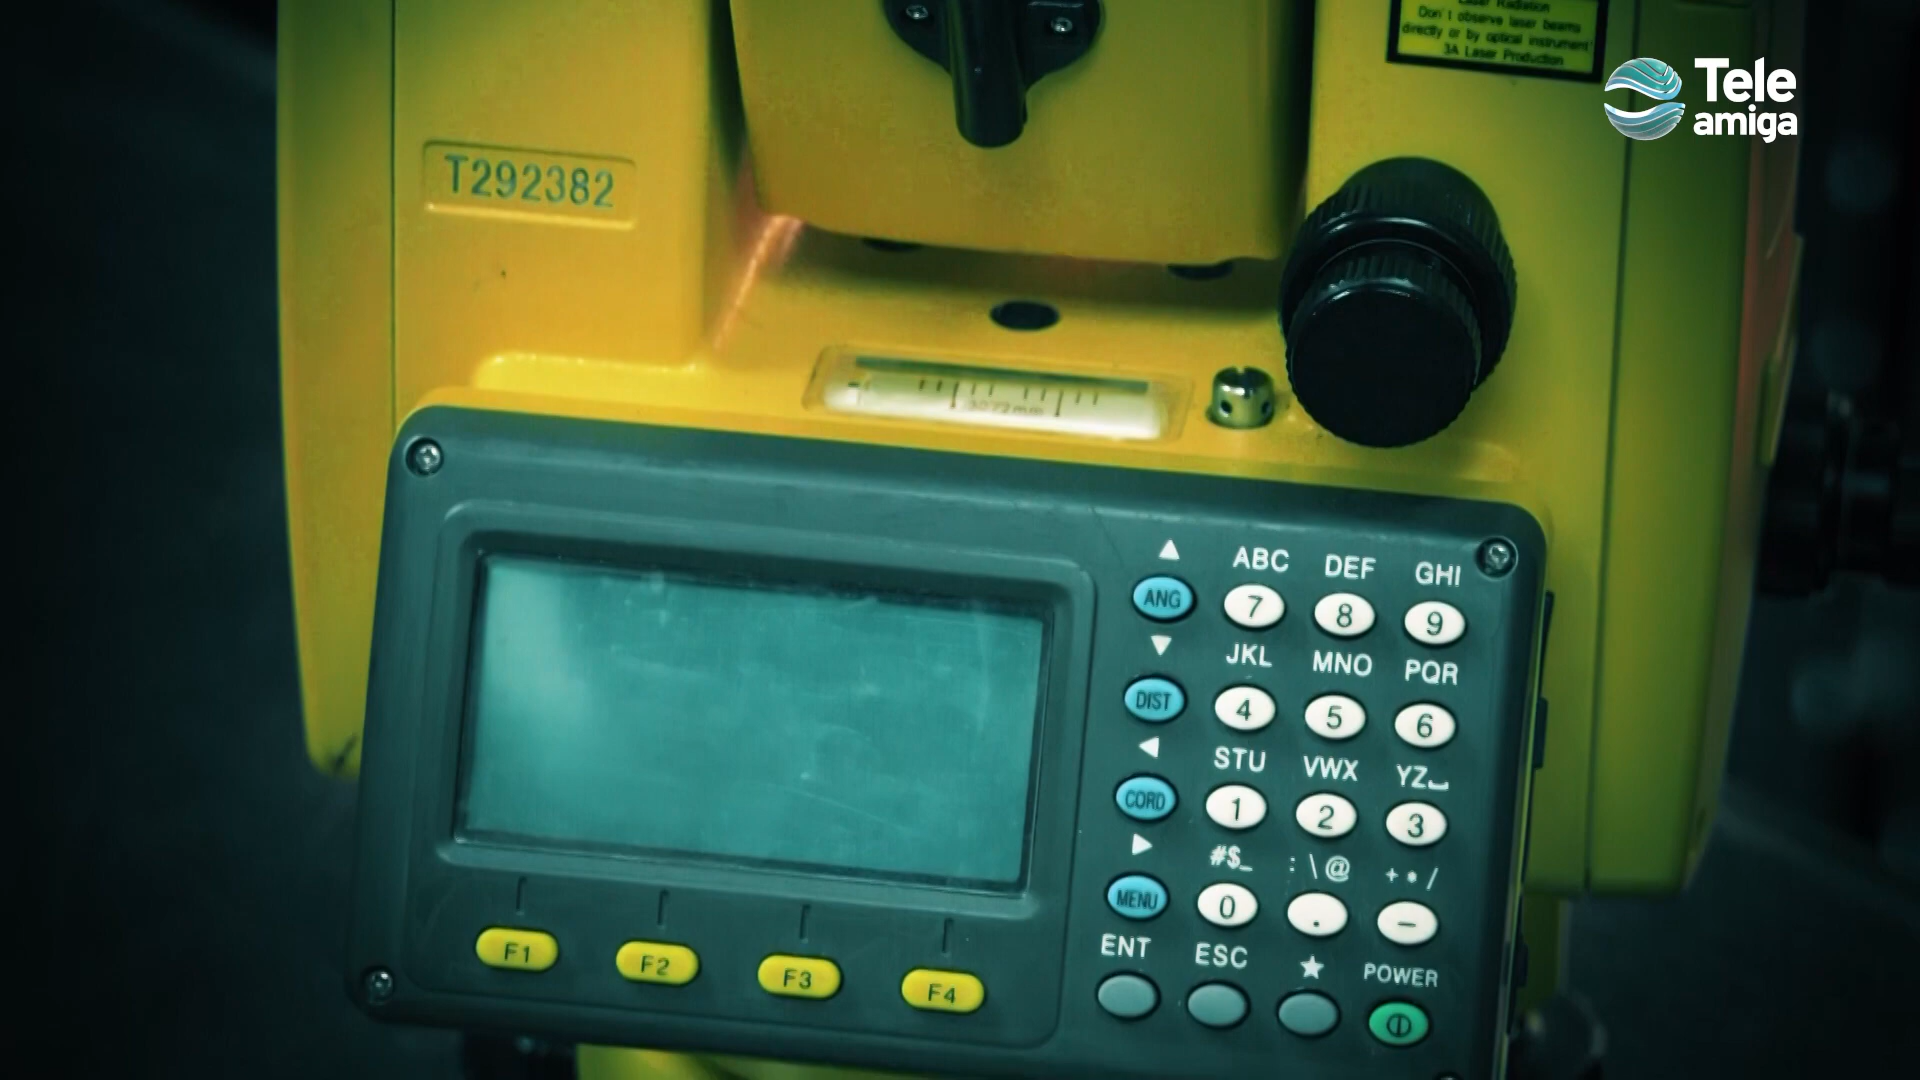 Laser Radiation
Don't observe laser beams
directly or by optical instrument'
3A Laser Production
Tele
amiga
T292382
30"/2mm
ABC DEF GHI
ANG 7 8 9
JKL MNO PQR
DIST 4 5 6
STU VWX YZ⎵
CORD 1 2 3
#$_ :\@ +*/
MENU 0 . −
ENT ESC ★ POWER
F1 F2 F3 F4